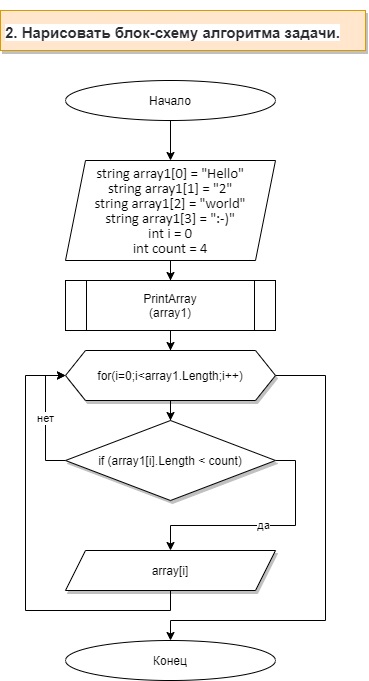 2. Нарисовать блок-схему алгоритма задачи.
Начало
string array1[0] = "Hello"
string array1[1] = "2"
string array1[2] = "world"
string array1[3] = ":-)"
int i = 0
int count = 4
PrintArray
(array1)
for(i=0;i<array1.Length;i++)
нет
if (array1[i].Length < count)
да
array[i]
Конец